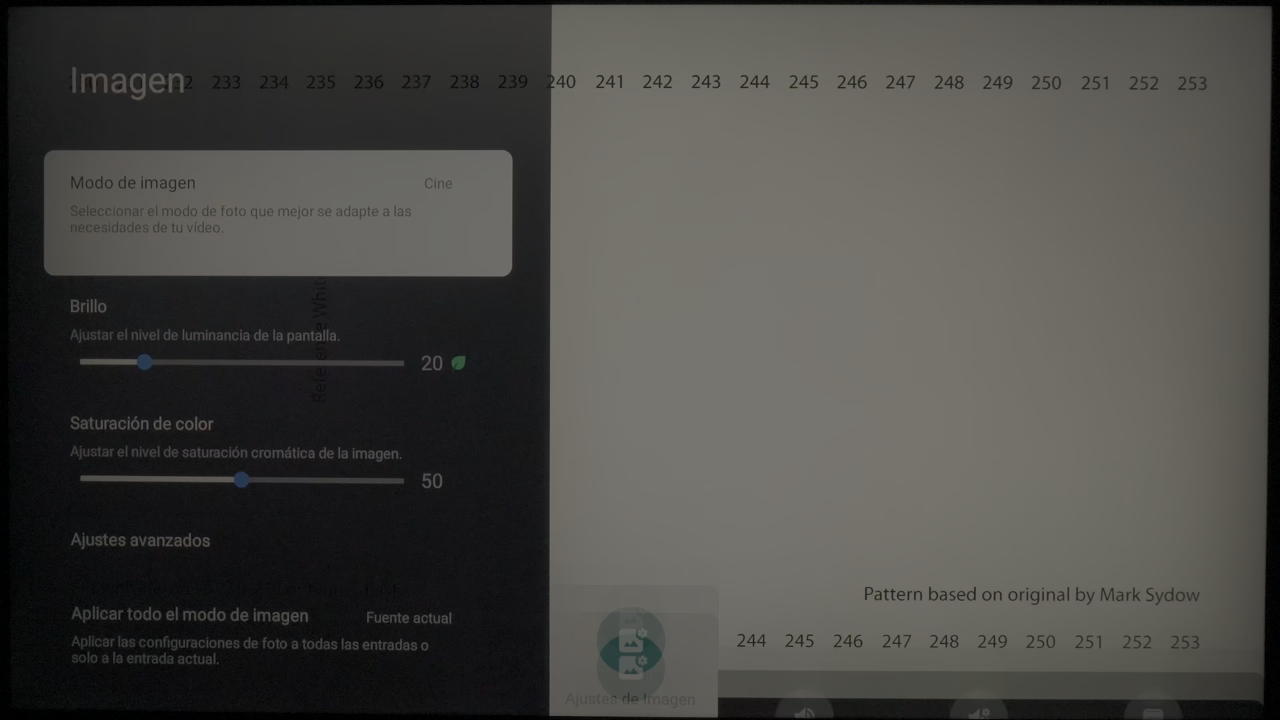 Imagen
233 234 235 236 237 238 239 240 241 242 243 244 245 246 247 248 249 250 251 252 253
Modo de imagen Cine
Seleccionar el modo de foto que mejor se adapte a las
necesidades de tu vídeo.
Brillo
Ajustar el nivel de luminancia de la pantalla.
20
Saturación de color
Ajustar el nivel de saturación cromática de la imagen.
50
Ajustes avanzados
Aplicar todo el modo de imagen Fuente actual
Aplicar las configuraciones de foto a todas las entradas o
solo a la entrada actual.
Reference White
Pattern based on original by Mark Sydow
244 245 246 247 248 249 250 251 252 253
Ajustes de Imagen